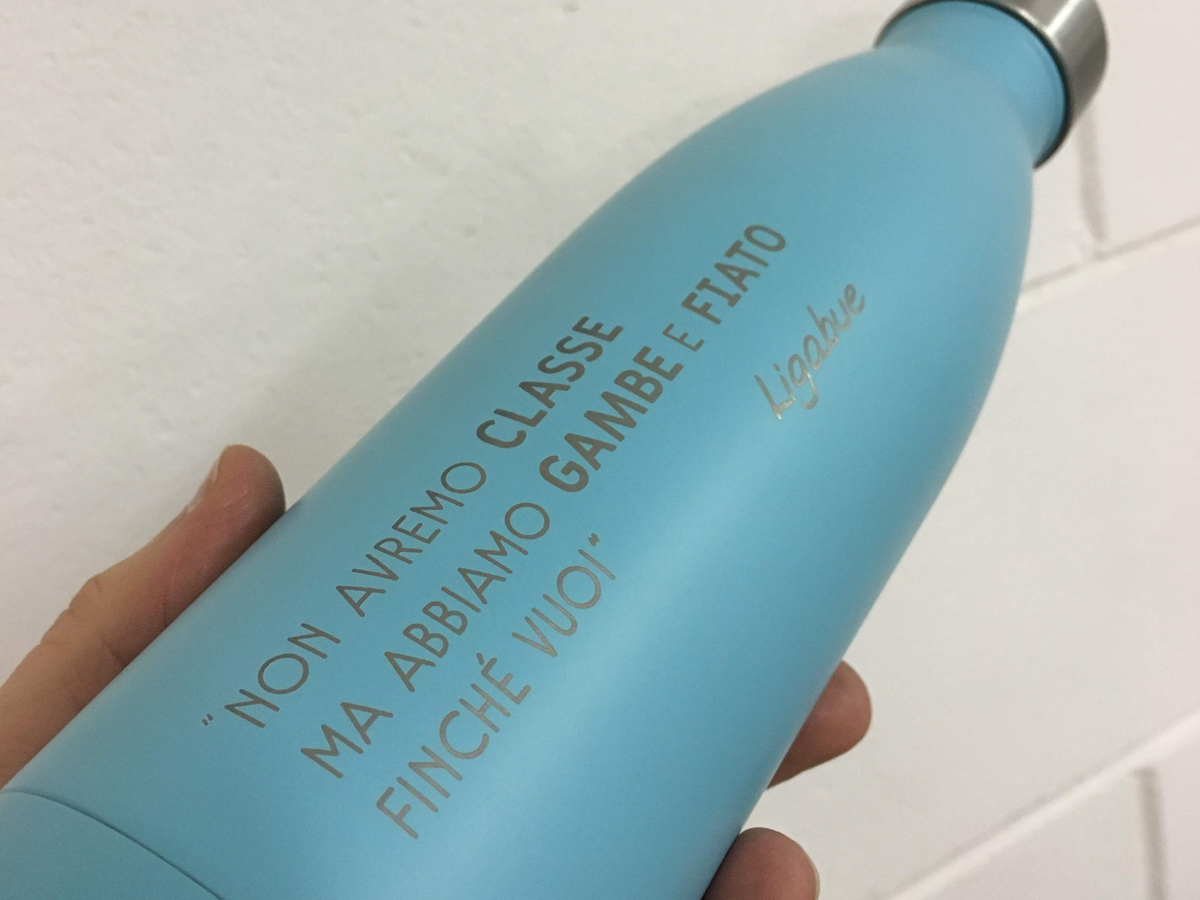 "NON AVREMO CLASSE
MA ABBIAMO GAMBE E FIATO
FINCHÉ VUOI"
Ligabue